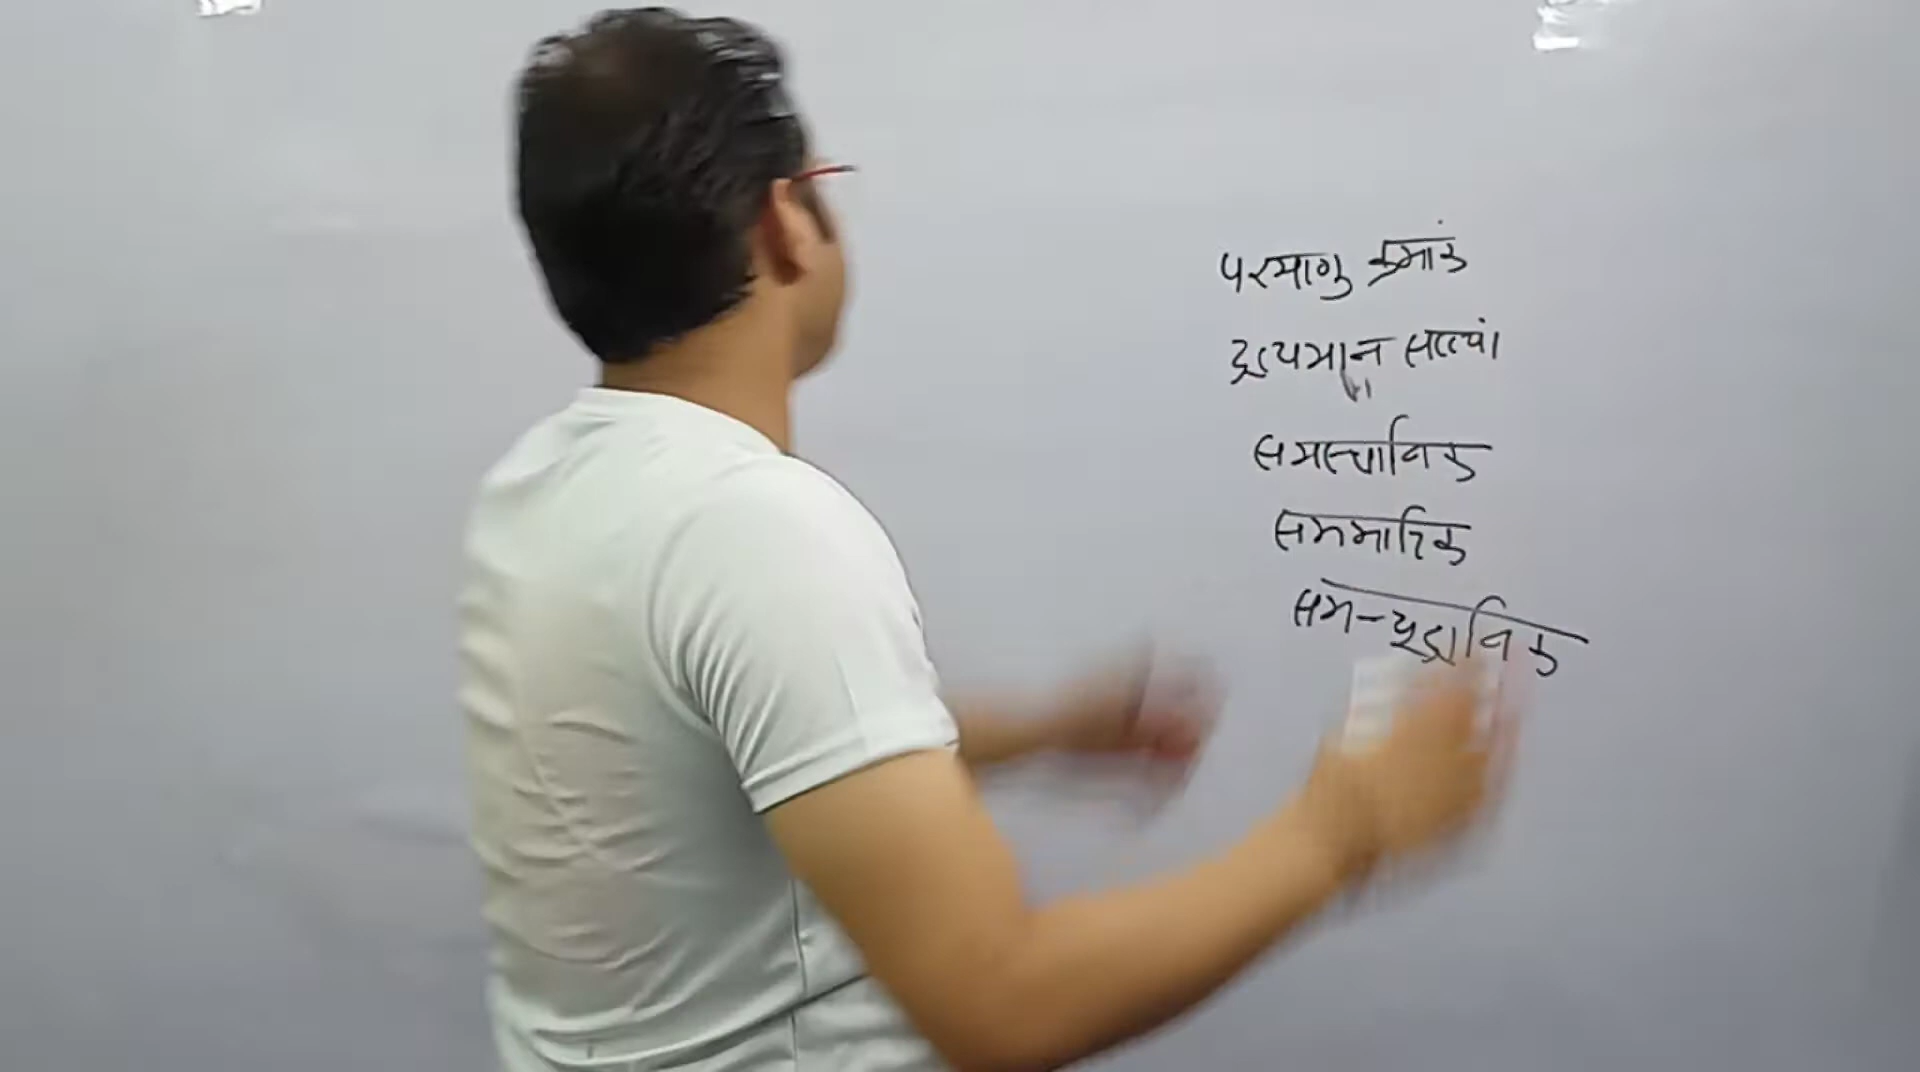 परमाणु क्रमांक
द्रव्यमान संख्या
समस्थानिक
समभारिक
सम-न्यूट्रानिक